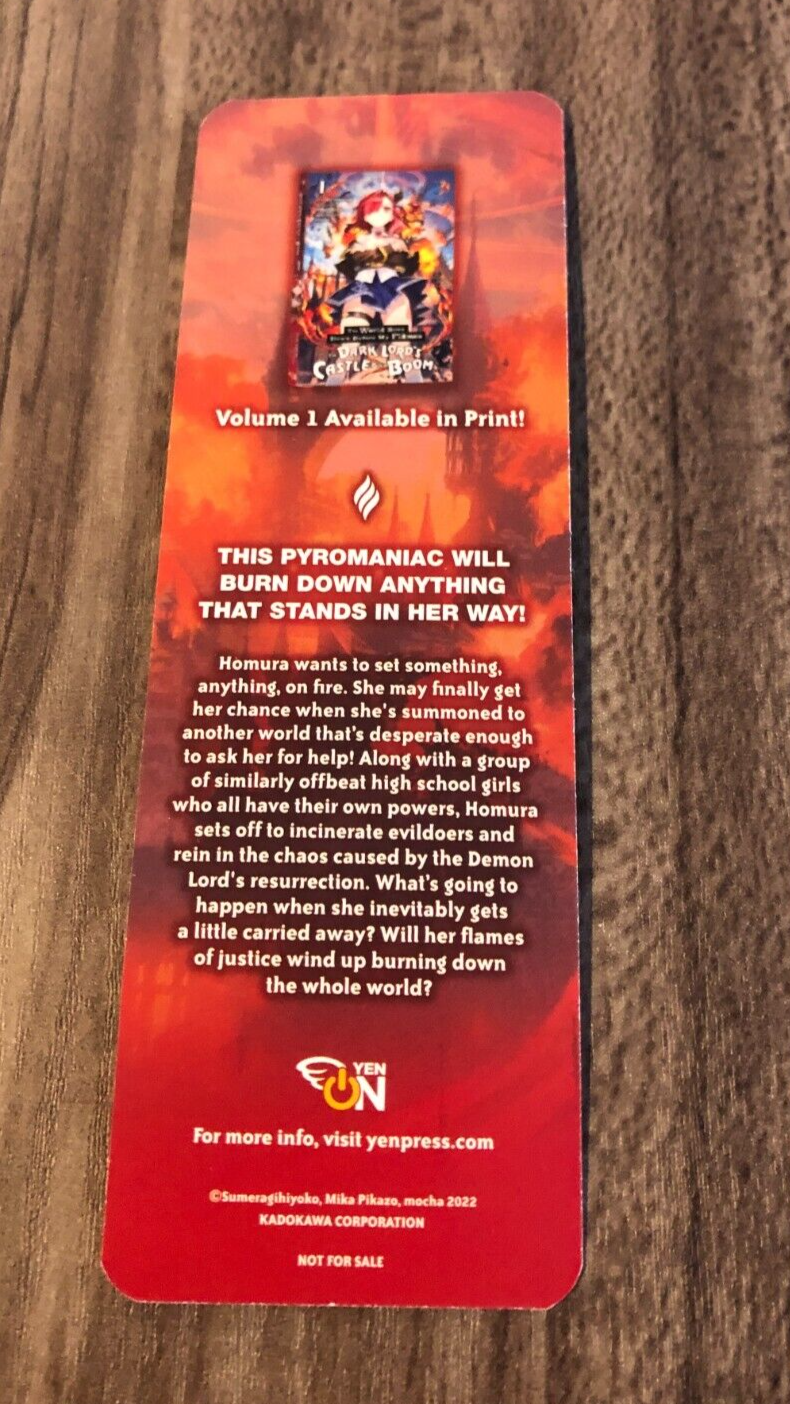 1
The World Bows
Down Before My Flames
DARK LORD'S
CASTLE BOOM
Volume 1 Available in Print!
THIS PYROMANIAC WILL
BURN DOWN ANYTHING
THAT STANDS IN HER WAY!
Homura wants to set something,
anything, on fire. She may finally get
her chance when she's summoned to
another world that's desperate enough
to ask her for help! Along with a group
of similarly offbeat high school girls
who all have their own powers, Homura
sets off to incinerate evildoers and
rein in the chaos caused by the Demon
Lord's resurrection. What's going to
happen when she inevitably gets
a little carried away? Will her flames
of justice wind up burning down
the whole world?
YEN
ON
For more info, visit yenpress.com
©Sumeragihiyoko, Mika Pikazo, mocha 2022
KADOKAWA CORPORATION
NOT FOR SALE